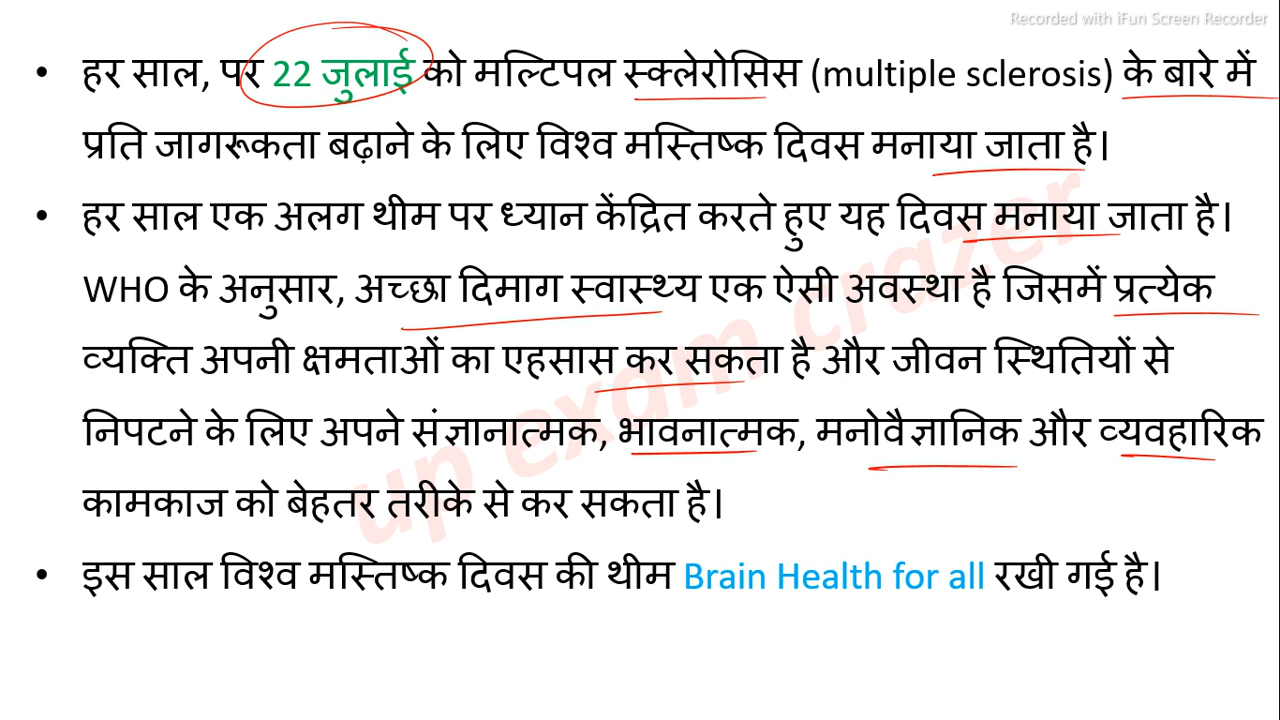 Recorded with iFun Screen Recorder
• हर साल, पर 22 जुलाई को मल्टिपल स्क्लेरोसिस (multiple sclerosis) के बारे में
प्रति जागरूकता बढ़ाने के लिए विश्व मस्तिष्क दिवस मनाया जाता है।
• हर साल एक अलग थीम पर ध्यान केंद्रित करते हुए यह दिवस मनाया जाता है।
WHO के अनुसार, अच्छा दिमाग स्वास्थ्य एक ऐसी अवस्था है जिसमें प्रत्येक
व्यक्ति अपनी क्षमताओं का एहसास कर सकता है और जीवन स्थितियों से
निपटने के लिए अपने संज्ञानात्मक, भावनात्मक, मनोवैज्ञानिक और व्यवहारिक
कामकाज को बेहतर तरीके से कर सकता है।
• इस साल विश्व मस्तिष्क दिवस की थीम Brain Health for all रखी गई है।
up exam crazer